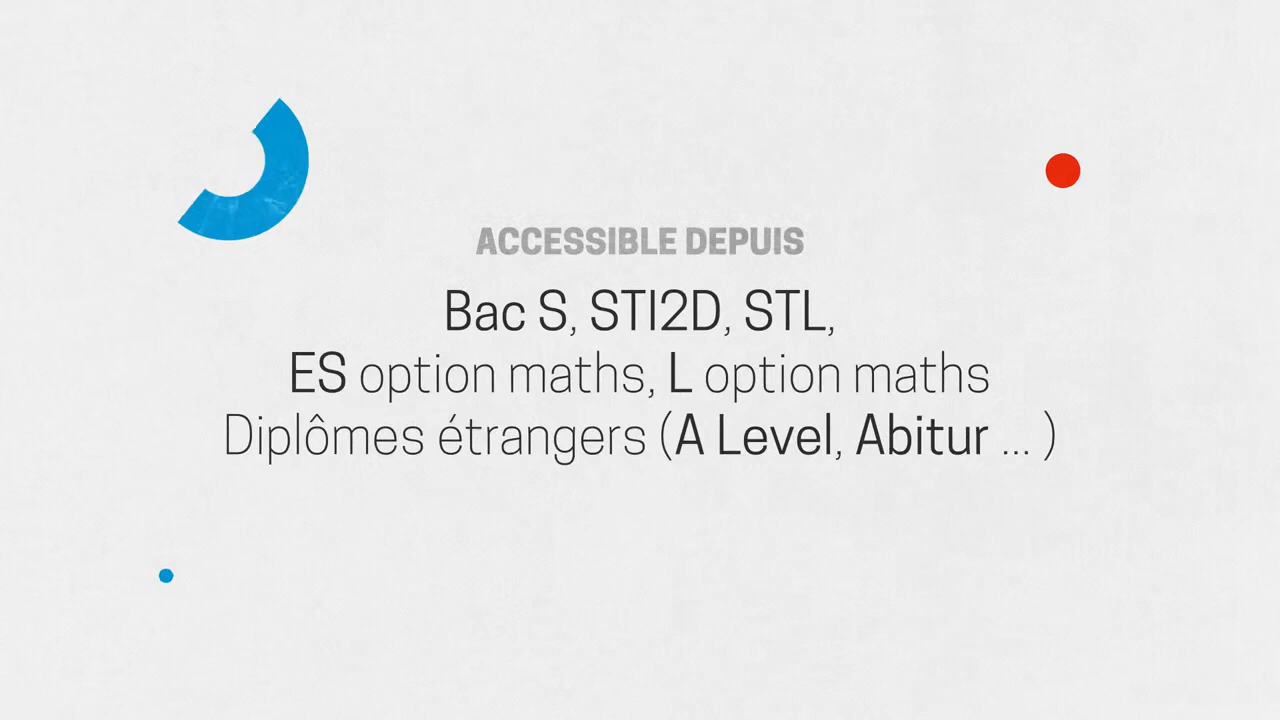 ACCESSIBLE DEPUIS
Bac S, STI2D, STL,
ES option maths, L option maths
Diplômes étrangers (A Level, Abitur ... )